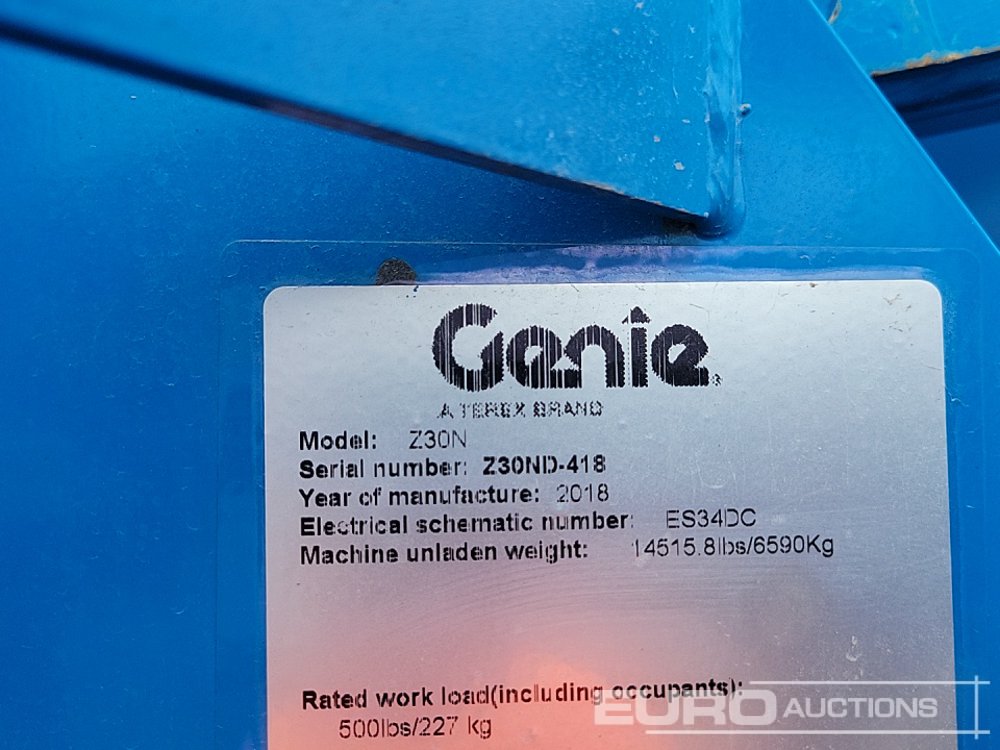 Genie®
A TEREX BRAND
Model: Z30N
Serial number: Z30ND-418
Year of manufacture: 2018
Electrical schematic number: ES34DC
Machine unladen weight: 14515.8lbs/6590Kg
Rated work load(including occupants):
500lbs/227 kg
EURO AUCTIONS